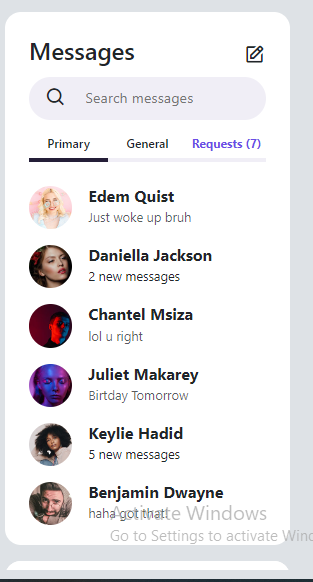 Messages
Search messages
Primary General Requests (7)
Edem Quist
Just woke up bruh
Daniella Jackson
2 new messages
Chantel Msiza
lol u right
Juliet Makarey
Birtday Tomorrow
Keylie Hadid
5 new messages
Benjamin Dwayne
haha got that!
Activate Windows
Go to Settings to activate Win